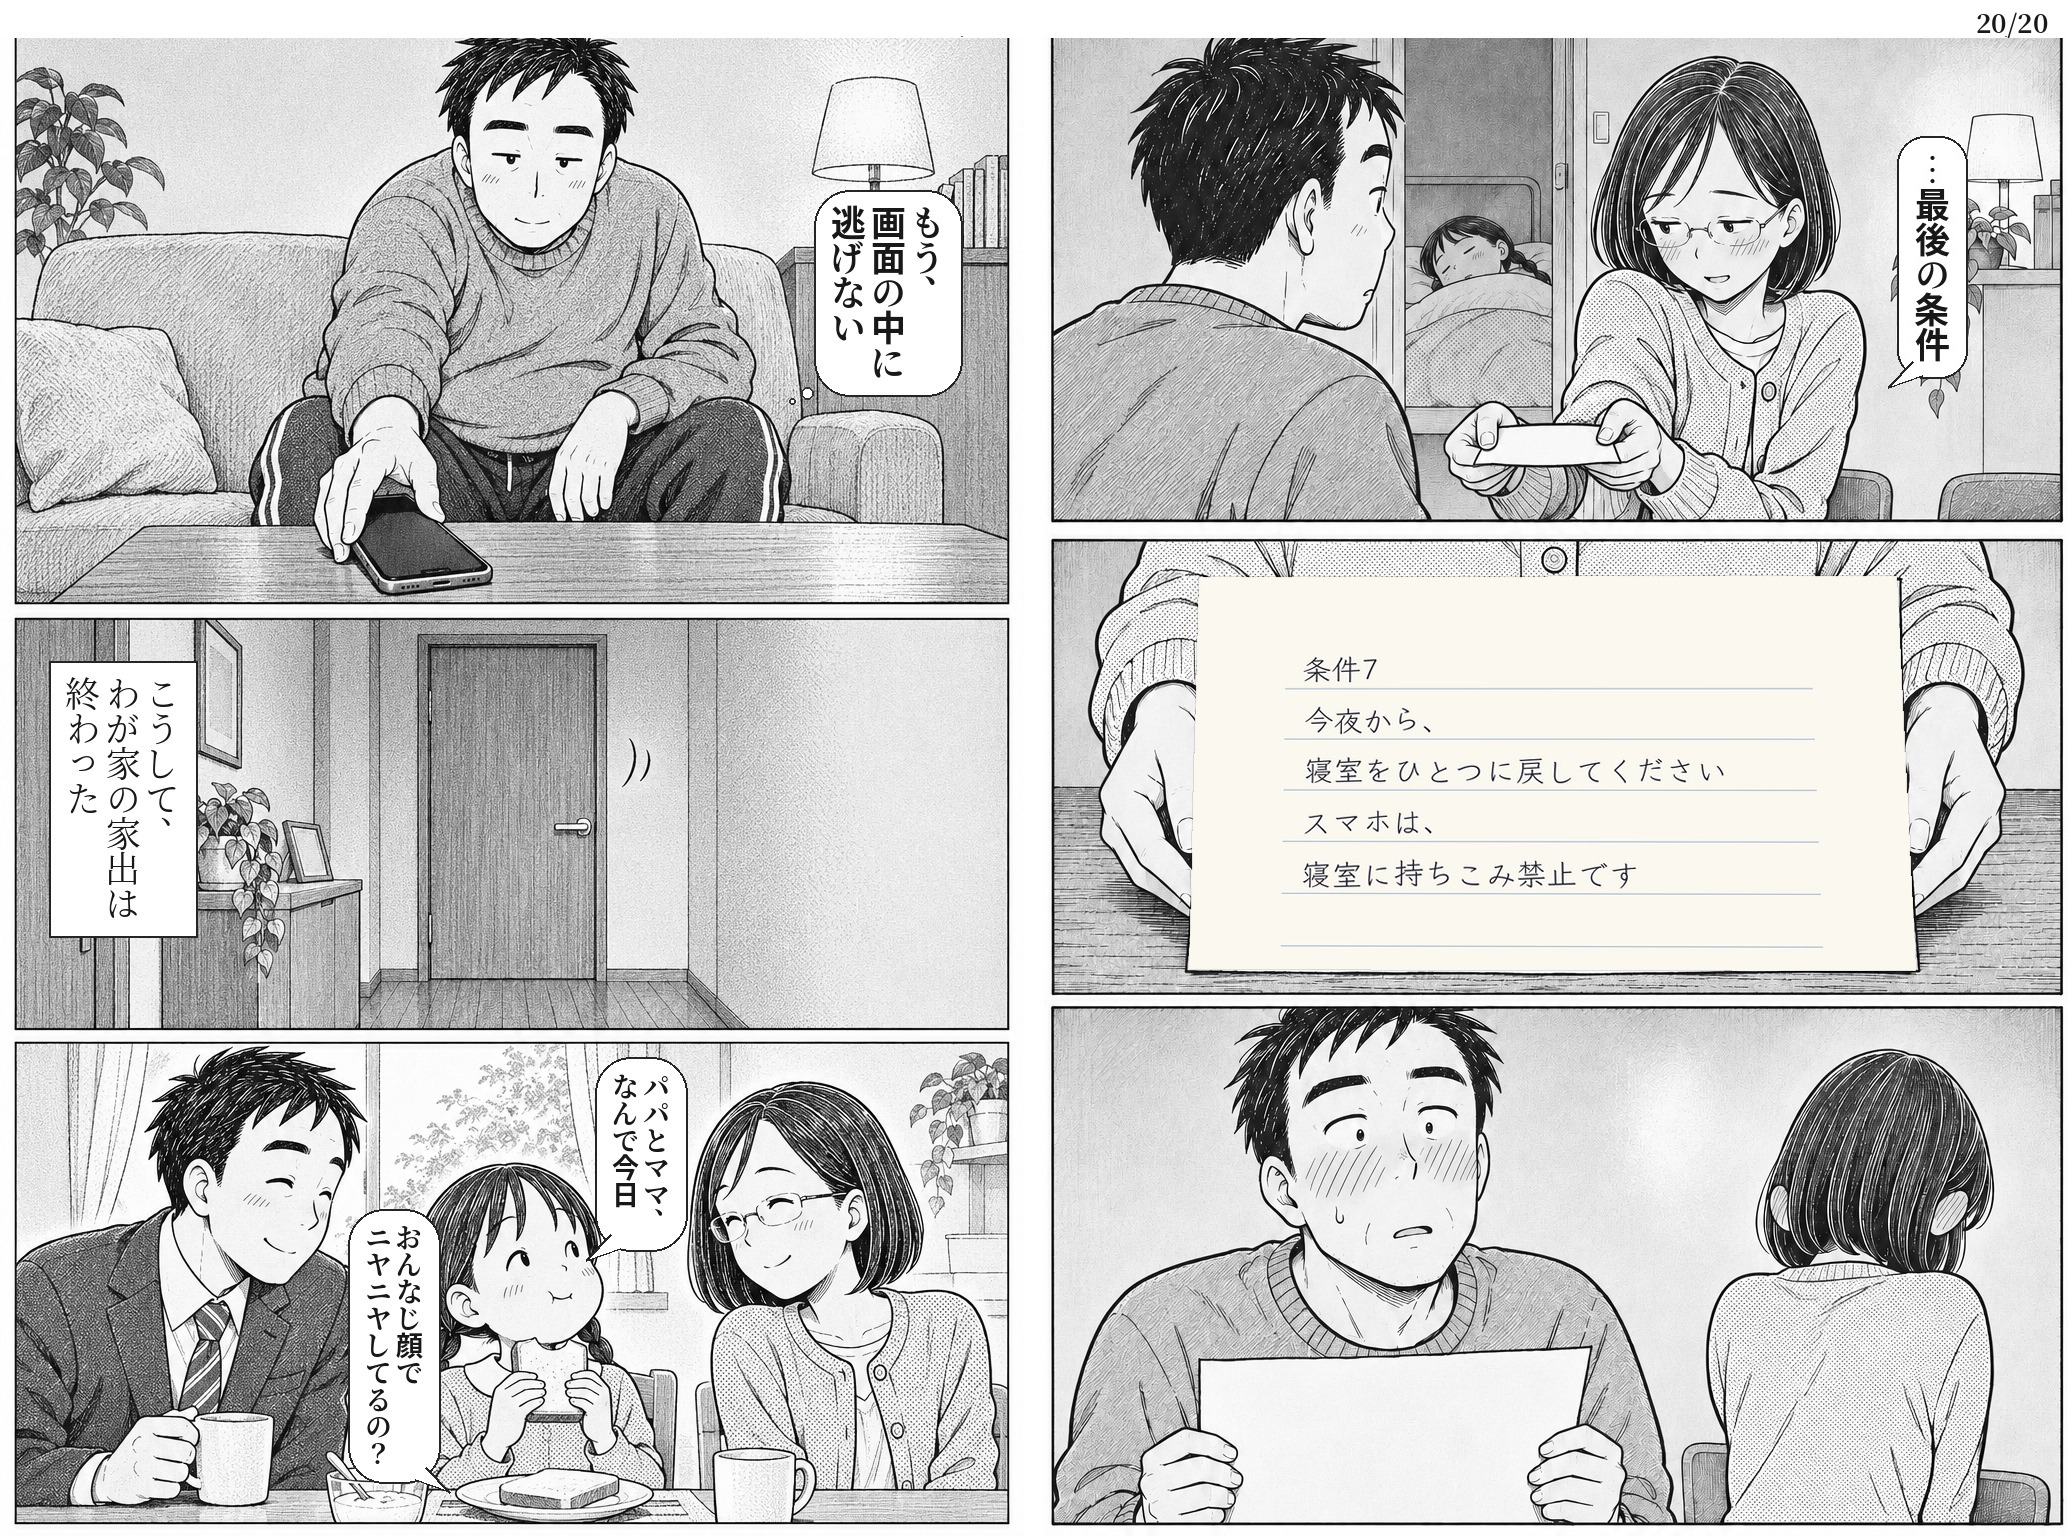 20/20
…最後の条件
条件7
今夜から、
寝室をひとつに戻してください
スマホは、
寝室に持ちこみ禁止です
もう、
画面の中に
逃げない
こうして、
わが家の家出は
終わった
パパとママ、
なんで今日
おんなじ顔で
ニヤニヤしてるの?